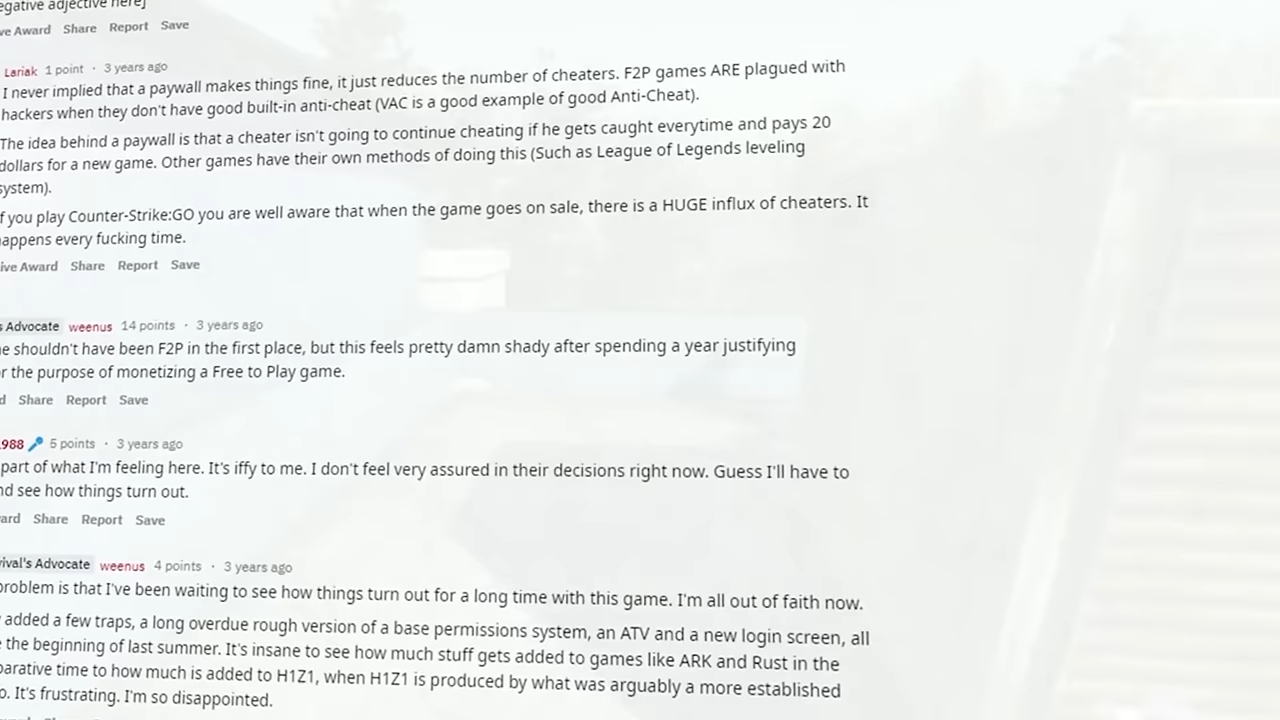 egative adjective here]
ve Award Share Report Save
Lariak 1 point · 3 years ago
I never implied that a paywall makes things fine, it just reduces the number of cheaters. F2P games ARE plagued with
hackers when they don't have good built-in anti-cheat (VAC is a good example of good Anti-Cheat).
The idea behind a paywall is that a cheater isn't going to continue cheating if he gets caught everytime and pays 20
dollars for a new game. Other games have their own methods of doing this (Such as League of Legends leveling
system).
f you play Counter-Strike:GO you are well aware that when the game goes on sale, there is a HUGE influx of cheaters. It
appens every fucking time.
ive Award Share Report Save
s Advocate weenus 14 points · 3 years ago
e shouldn't have been F2P in the first place, but this feels pretty damn shady after spending a year justifying
r the purpose of monetizing a Free to Play game.
d Share Report Save
988 5 points · 3 years ago
part of what I'm feeling here. It's iffy to me. I don't feel very assured in their decisions right now. Guess I'll have to
nd see how things turn out.
ard Share Report Save
vival's Advocate weenus 4 points · 3 years ago
problem is that I've been waiting to see how things turn out for a long time with this game. I'm all out of faith now.
added a few traps, a long overdue rough version of a base permissions system, an ATV and a new login screen, all
e the beginning of last summer. It's insane to see how much stuff gets added to games like ARK and Rust in the
parative time to how much is added to H1Z1, when H1Z1 is produced by what was arguably a more established
o. It's frustrating. I'm so disappointed.